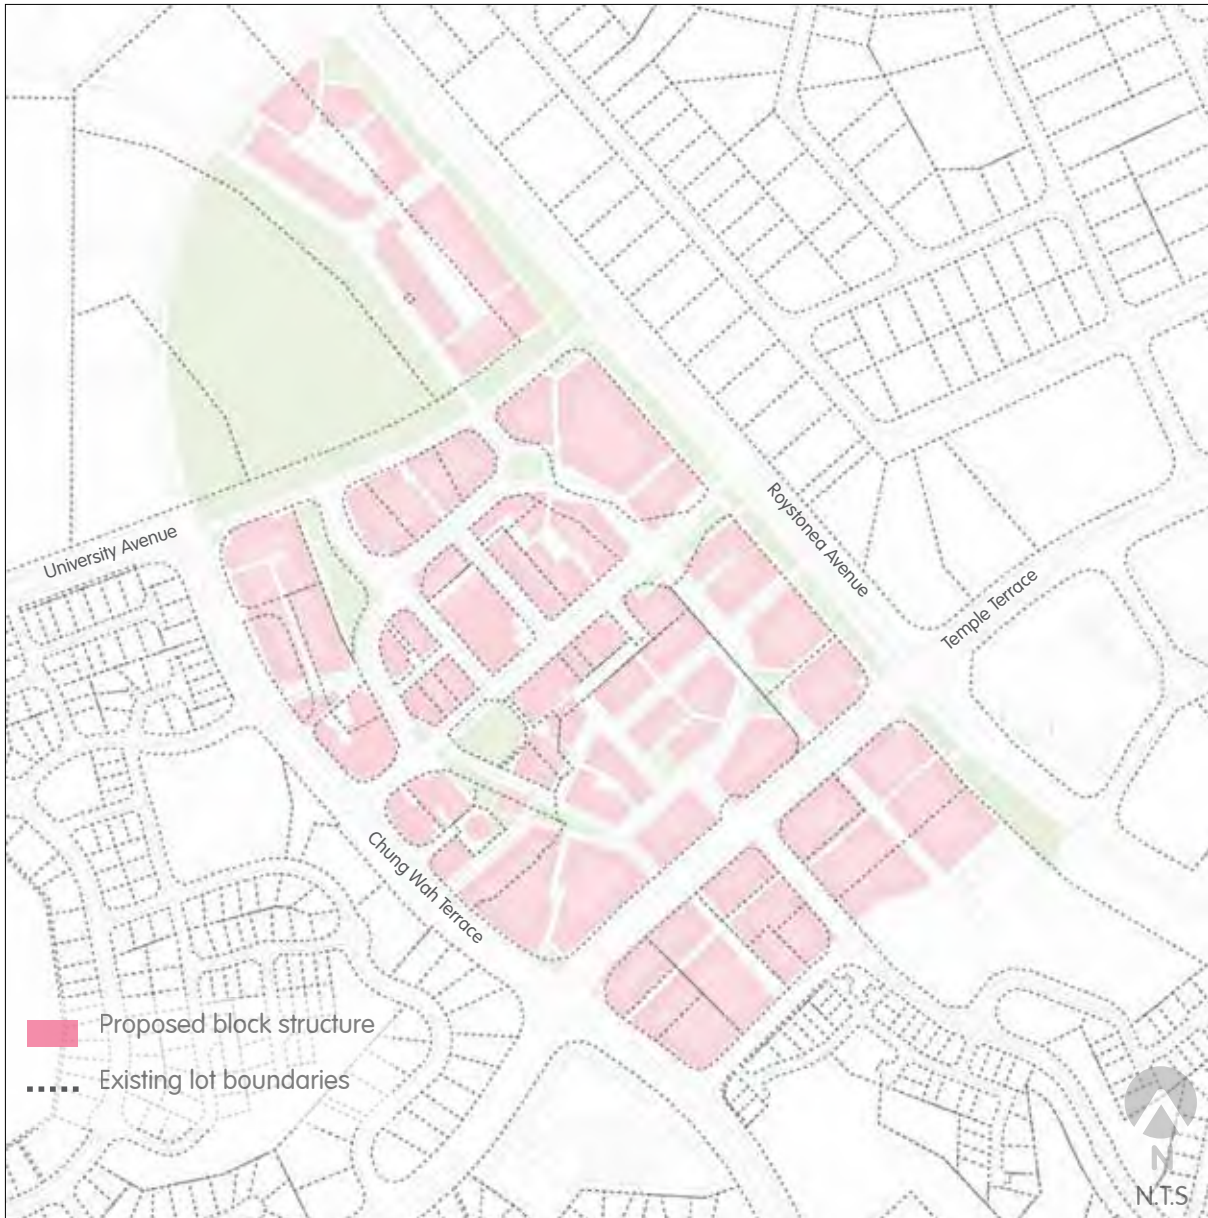 Roystonea Avenue
University Avenue
Temple Terrace
Chung Wah Terrace
Proposed block structure
Existing lot boundaries
N
N.T.S